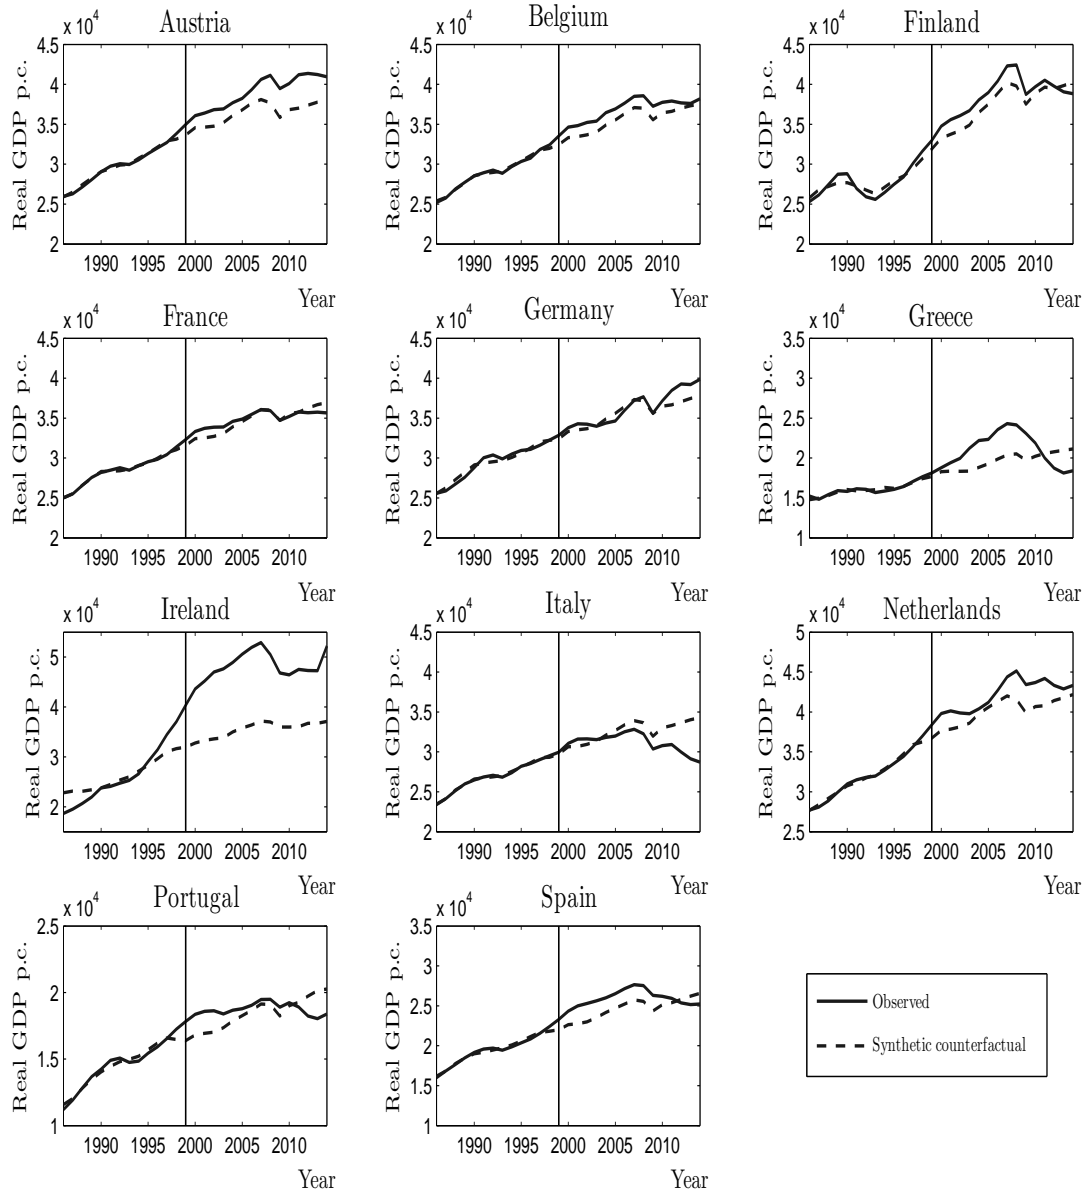 Austria
x 10^4
Real GDP p.c.
4.5
4
3.5
3
2.5
2
1990 1995 2000 2005 2010
Year
Belgium
x 10^4
Real GDP p.c.
4.5
4
3.5
3
2.5
2
1990 1995 2000 2005 2010
Year
Finland
x 10^4
Real GDP p.c.
4.5
4
3.5
3
2.5
2
1990 1995 2000 2005 2010
Year
France
x 10^4
Real GDP p.c.
4.5
4
3.5
3
2.5
2
1990 1995 2000 2005 2010
Year
Germany
x 10^4
Real GDP p.c.
4.5
4
3.5
3
2.5
2
1990 1995 2000 2005 2010
Year
Greece
x 10^4
Real GDP p.c.
3.5
3
2.5
2
1.5
1
1990 1995 2000 2005 2010
Year
Ireland
x 10^4
Real GDP p.c.
5
4
3
2
1990 1995 2000 2005 2010
Year
Italy
x 10^4
Real GDP p.c.
4.5
4
3.5
3
2.5
2
1990 1995 2000 2005 2010
Year
Netherlands
x 10^4
Real GDP p.c.
5
4.5
4
3.5
3
2.5
1990 1995 2000 2005 2010
Year
Portugal
x 10^4
Real GDP p.c.
2.5
2
1.5
1
1990 1995 2000 2005 2010
Year
Spain
x 10^4
Real GDP p.c.
3.5
3
2.5
2
1.5
1
1990 1995 2000 2005 2010
Year
Observed
Synthetic counterfactual